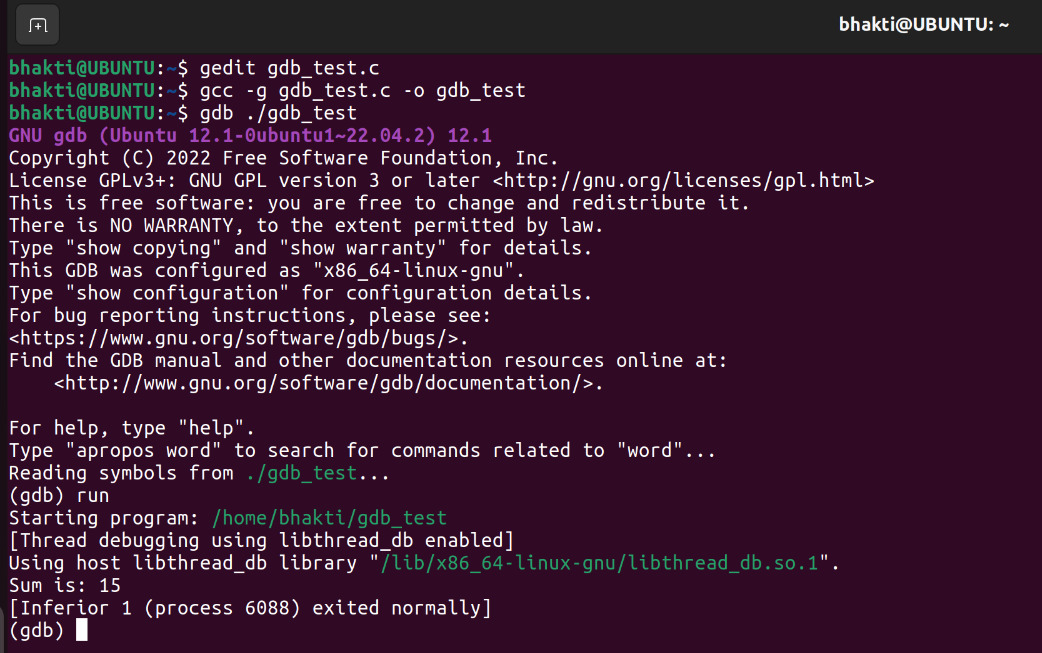 bhakti@UBUNTU: ~
bhakti@UBUNTU:~$ gedit gdb_test.c
bhakti@UBUNTU:~$ gcc -g gdb_test.c -o gdb_test
bhakti@UBUNTU:~$ gdb ./gdb_test
GNU gdb (Ubuntu 12.1-0ubuntu1~22.04.2) 12.1
Copyright (C) 2022 Free Software Foundation, Inc.
License GPLv3+: GNU GPL version 3 or later <http://gnu.org/licenses/gpl.html>
This is free software: you are free to change and redistribute it.
There is NO WARRANTY, to the extent permitted by law.
Type "show copying" and "show warranty" for details.
This GDB was configured as "x86_64-linux-gnu".
Type "show configuration" for configuration details.
For bug reporting instructions, please see:
<https://www.gnu.org/software/gdb/bugs/>.
Find the GDB manual and other documentation resources online at:
    <http://www.gnu.org/software/gdb/documentation/>.

For help, type "help".
Type "apropos word" to search for commands related to "word"...
Reading symbols from ./gdb_test...
(gdb) run
Starting program: /home/bhakti/gdb_test
[Thread debugging using libthread_db enabled]
Using host libthread_db library "/lib/x86_64-linux-gnu/libthread_db.so.1".
Sum is: 15
[Inferior 1 (process 6088) exited normally]
(gdb)